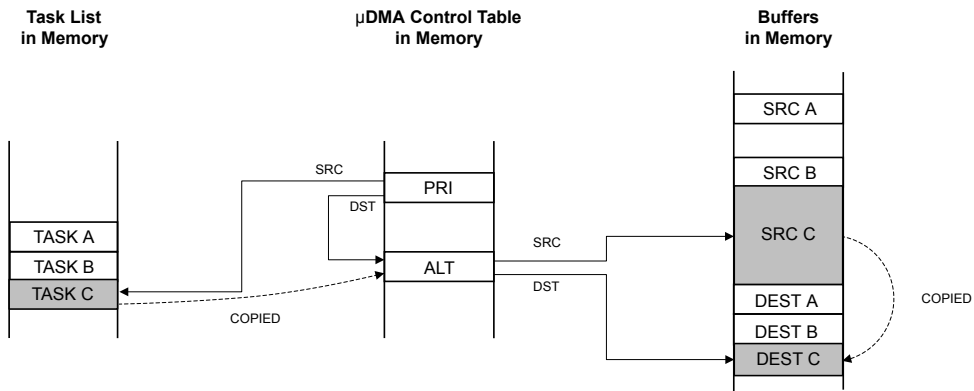 Task List
in Memory
µDMA Control Table
in Memory
Buffers
in Memory
SRC A
SRC B
SRC
PRI
DST
SRC C
TASK A
TASK B
TASK C
ALT
SRC
DST
COPIED
DEST A
DEST B
DEST C
COPIED